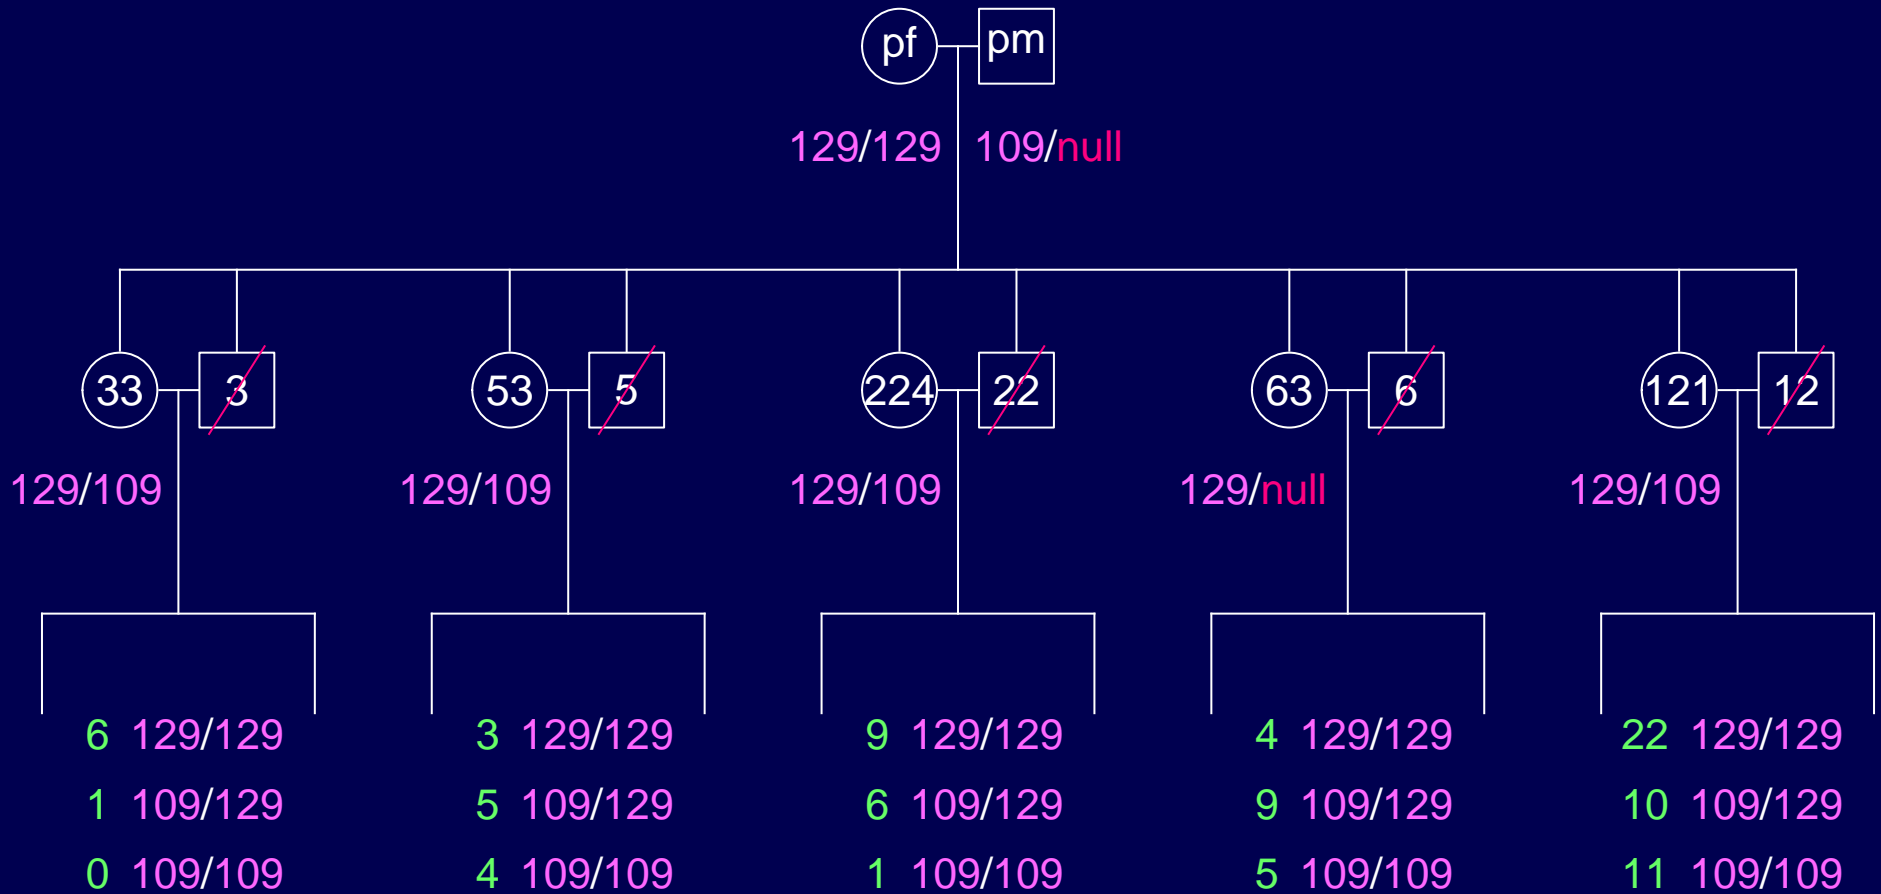 pf pm
129/129 109/null
33 3 53 5 224 22 63 6 121 12
129/109 129/109 129/109 129/null 129/109
6 129/129 3 129/129 9 129/129 4 129/129 22 129/129
1 109/129 5 109/129 6 109/129 9 109/129 10 109/129
0 109/109 4 109/109 1 109/109 5 109/109 11 109/109